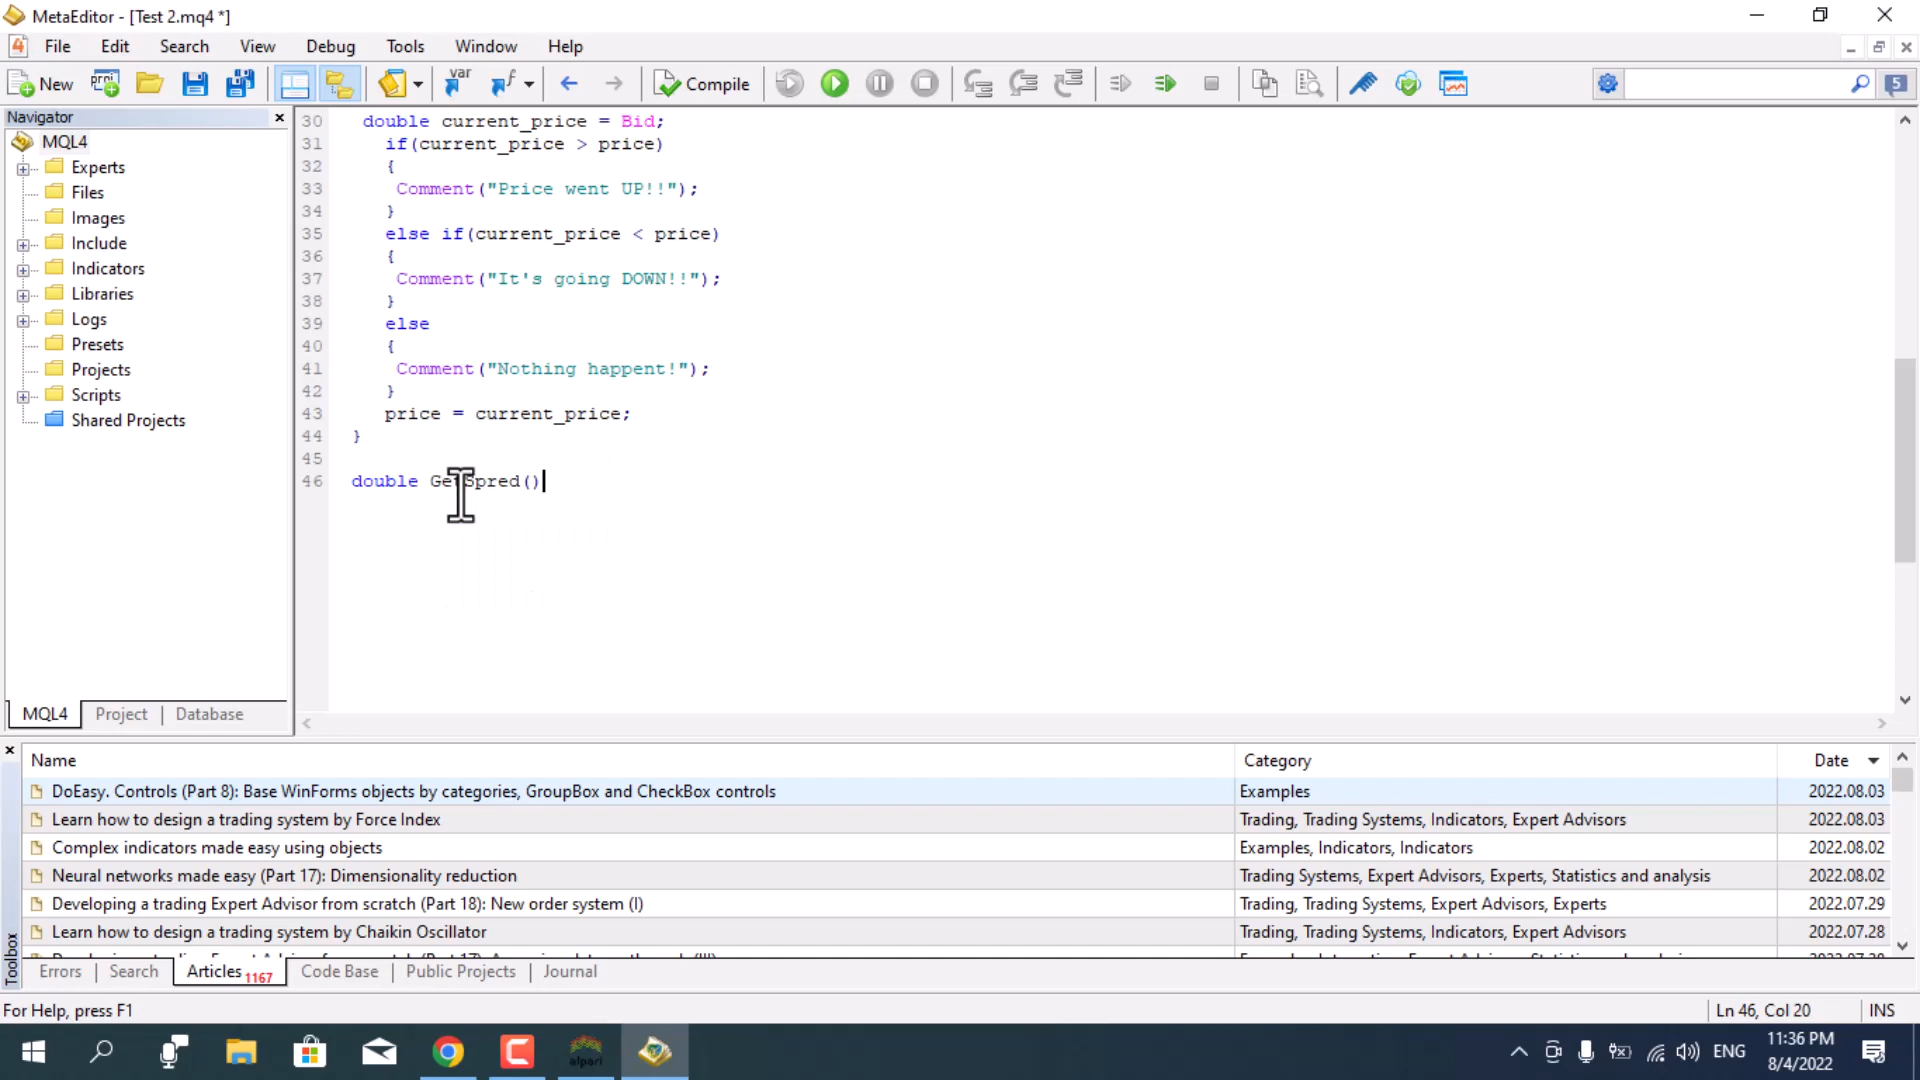 MetaEditor - [Test 2.mq4 *]
File Edit Search View Debug Tools Window Help
New var f Compile 5
Navigator
MQL4
Experts
Files
Images
Include
Indicators
Libraries
Logs
Presets
Projects
Scripts
Shared Projects
MQL4 Project Database
30 double current_price = Bid;
31 if(current_price > price)
32 {
33 Comment("Price went UP!!");
34 }
35 else if(current_price < price)
36 {
37 Comment("It's going DOWN!!");
38 }
39 else
40 {
41 Comment("Nothing happent!");
42 }
43 price = current_price;
44 }
45
46 double GetSpred()
Name Category Date
DoEasy. Controls (Part 8): Base WinForms objects by categories, GroupBox and CheckBox controls Examples 2022.08.03
Learn how to design a trading system by Force Index Trading, Trading Systems, Indicators, Expert Advisors 2022.08.03
Complex indicators made easy using objects Examples, Indicators, Indicators 2022.08.02
Neural networks made easy (Part 17): Dimensionality reduction Trading Systems, Expert Advisors, Experts, Statistics and analysis 2022.08.02
Developing a trading Expert Advisor from scratch (Part 18): New order system (I) Trading, Trading Systems, Expert Advisors, Experts 2022.07.29
Learn how to design a trading system by Chaikin Oscillator Trading, Trading Systems, Indicators, Expert Advisors 2022.07.28
Toolbox
Errors Search Articles 1167 Code Base Public Projects Journal
For Help, press F1 Ln 46, Col 20 INS
alpari ENG 11:36 PM
8/4/2022